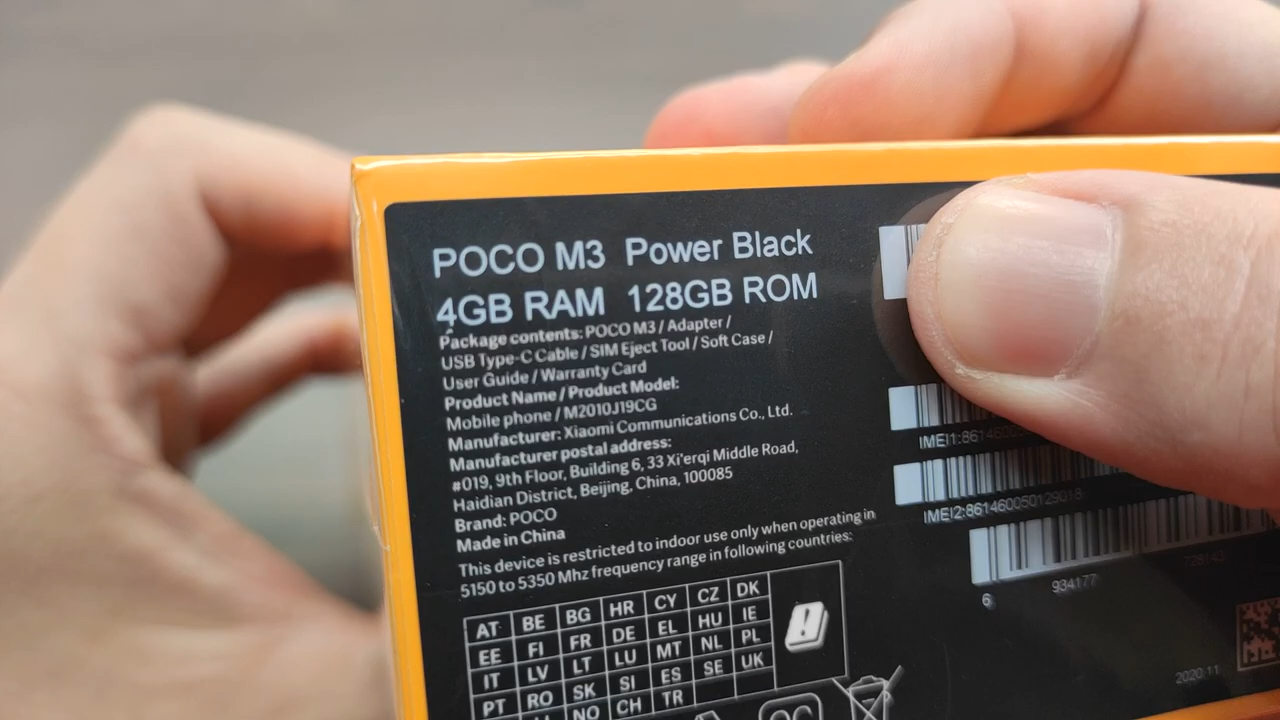 POCO M3 Power Black
4GB RAM 128GB ROM
Package contents: POCO M3 / Adapter /
USB Type-C Cable / SIM Eject Tool / Soft Case /
User Guide / Warranty Card
Product Name / Product Model:
Mobile phone / M2010J19CG
Manufacturer: Xiaomi Communications Co., Ltd.
Manufacturer postal address:
#019, 9th Floor, Building 6, 33 Xi'erqi Middle Road,
Haidian District, Beijing, China, 100085
Brand: POCO
Made in China
This device is restricted to indoor use only when operating in
5150 to 5350 Mhz frequency range in following countries:
AT BE BG HR CY CZ DK
EE FI FR DE EL HU IE
IT LV LT LU MT NL PL
PT RO SK SI ES SE UK
NO CH TR
IMEI1:861460
IMEI2:861460050129018
6 934177 728143
2020.11